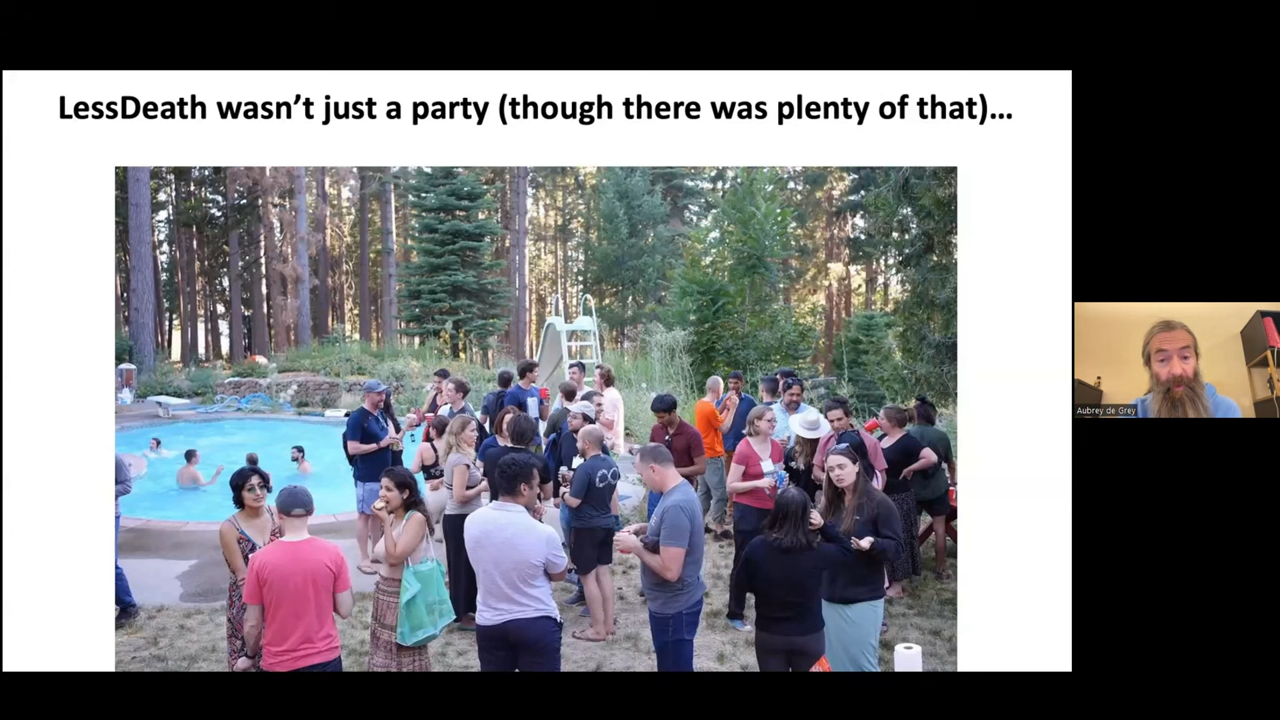 LessDeath wasn’t just a party (though there was plenty of that)…
Aubrey de Grey